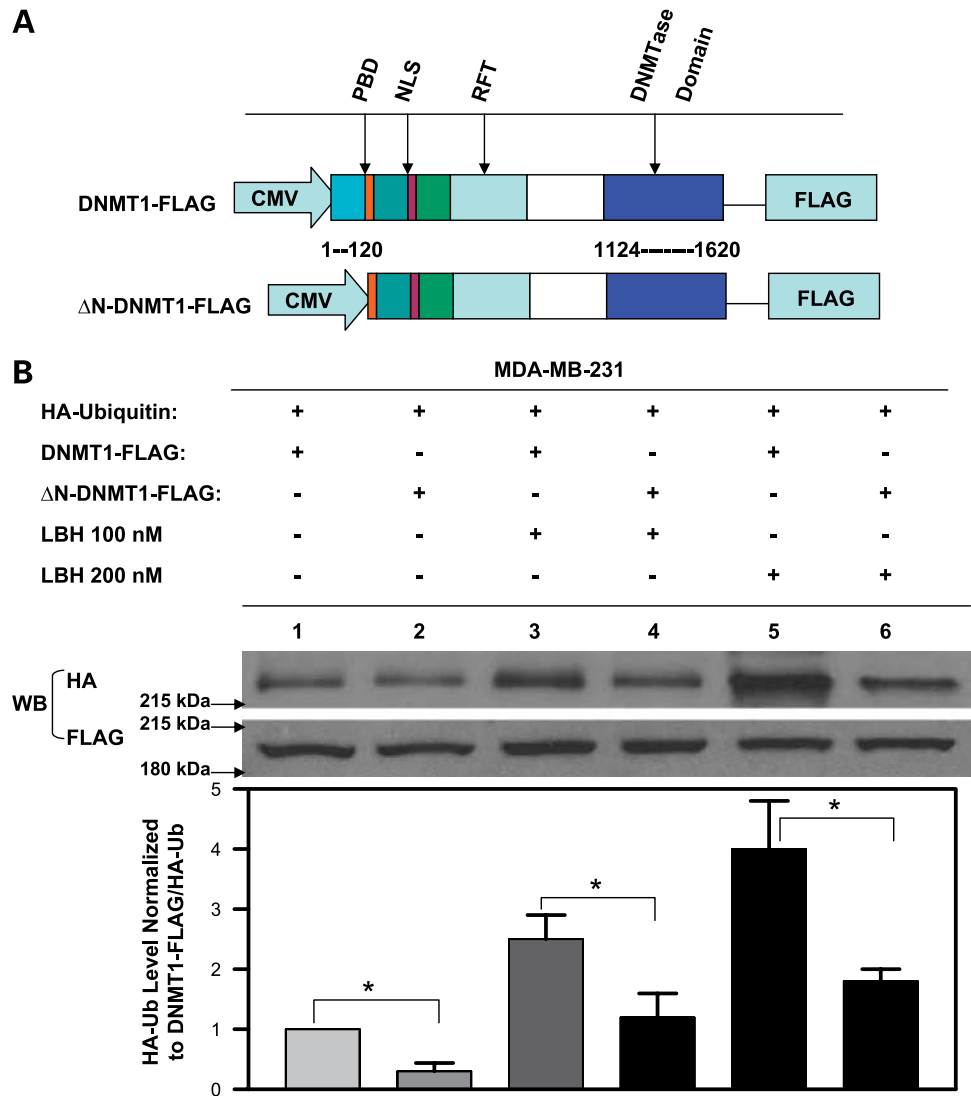 A
PBD
NLS
RFT
DNMTase
Domain
DNMT1-FLAG
CMV
FLAG
1--120
1124--------1620
ΔN-DNMT1-FLAG
CMV
FLAG
B
MDA-MB-231
HA-Ubiquitin: + + + + + +
DNMT1-FLAG: + - + - + -
ΔN-DNMT1-FLAG: - + - + - +
LBH 100 nM - - + + - -
LBH 200 nM - - - - + +
1 2 3 4 5 6
WB
HA
215 kDa
215 kDa
FLAG
180 kDa
HA-Ub Level Normalized
to DNMT1-FLAG/HA-Ub
5
4
3
2
1
0
*
*
*